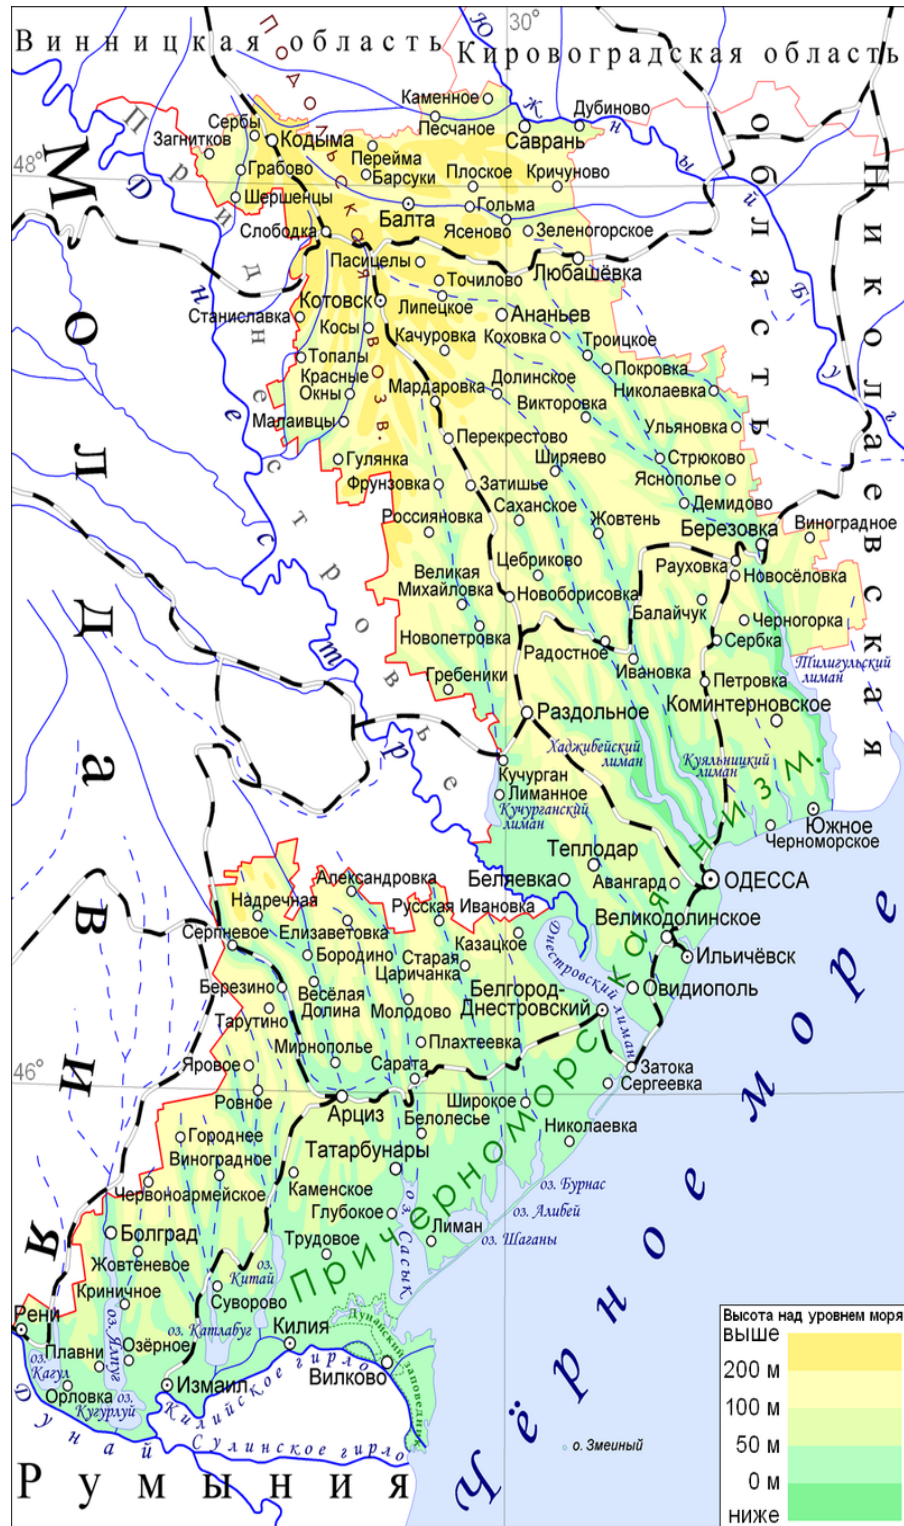 Винницкая область
Кировоградская область
30°
Подольская возв.
Южный Буг
Приднестровье
Днестр
МОЛДАВИЯ
Николаевская область
Каменное
Песчаное
Дубиново
Саврань
Сербы
Загнитков
Кодыма
Перейма
Барсуки
Грабово
48°
Плоское
Кричуново
Шершенцы
Балта
Гольма
Слободка
Ясеново
Зеленогорское
Пасицелы
Любашёвка
Точилово
Котовск
Липецкое
Станиславка
Ананьев
Косы
Качуровка
Коховка
Троицкое
Топалы
Покровка
Красные
Окны
Мардаровка
Долинское
Николаевка
Викторовка
Малаивцы
Ульяновка
Перекрестово
Гулянка
Ширяево
Стрюково
Фрунзовка
Затишье
Яснополье
Саханское
Демидово
Россияновка
Жовтень
Березовка
Виноградное
Цебриково
Рауховка
Великая
Михайловка
Новосёловка
Новоборисовка
Балайчук
Черногорка
Новопетровка
Радостное
Сербка
Ивановка
Тилигульский
лиман
Гребеники
Петровка
Раздольное
Коминтерновское
Хаджибейский
лиман
Куяльницкий
лиман
Кучурган
Лиманное
Кучурганский
лиман
Южное
Черноморское
Теплодар
Александровка
Беляевка
Авангард
ОДЕССА
Надречная
Русская Ивановка
Великодолинское
Серпневое
Елизаветовка
Казацкое
Днестровский лиман
Бородино
Старая
Царичанка
Ильичёвск
Березино
Весёлая
Долина
Белгород-
Днестровский
Овидиополь
Тарутино
Молодово
Мирнополье
Плахтеевка
Яровое
Сарата
Затока
46°
Сергеевка
Ровное
Арциз
Широкое
Белолесье
Николаевка
Городнее
Татарбунары
Виноградное
Каменское
оз. Бурнас
Червоноармейское
Глубокое
оз. Сасык
оз. Алибей
Болград
Трудовое
Лиман
оз. Шаганы
Жовтеневое
оз.
Китай
Причерноморская низм.
Чёрное море
Криничное
Суворово
Рени
оз. Ялпуг
оз. Катлабуг
Килия
Дунайский заповедник
Плавни
Озёрное
оз.
Кагул
Вилково
Орловка
оз.
Кугурлуй
Измаил
Килийское гирло
Дунай
Сулинское гирло
Румыния
о. Змеиный
Высота над уровнем моря
выше
200 м
100 м
50 м
0 м
ниже